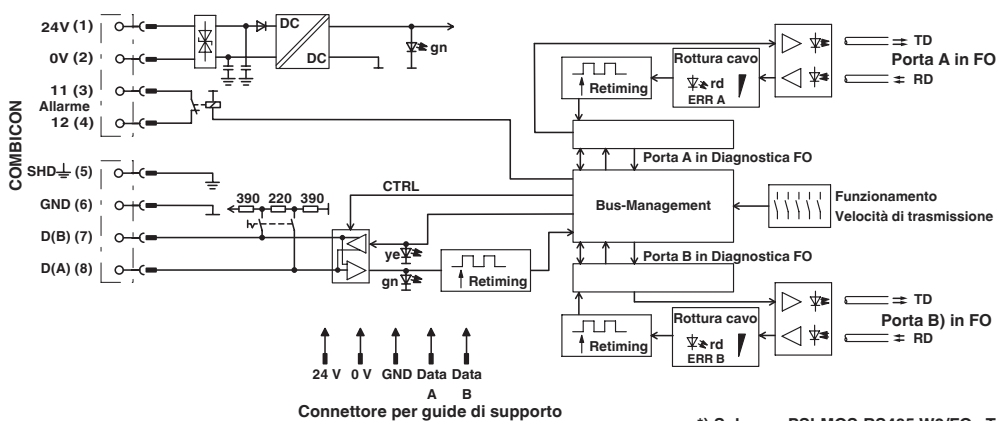 COMBICON
24V (1)
0V (2)
11 (3)
Allarme
12 (4)
SHD (5)
GND (6)
D(B) (7)
D(A) (8)
DC
DC
gn
390 220 390
CTRL
ye
gn
Retiming
Retiming
Rottura cavo
rd
ERR A
TD
Porta A in FO
RD
Porta A in Diagnostica FO
Bus-Management
Funzionamento
Velocità di trasmissione
Porta B in Diagnostica FO
Retiming
Rottura cavo
rd
ERR B
TD
Porta B) in FO
RD
24 V 0 V GND Data Data
A B
Connettore per guide di supporto